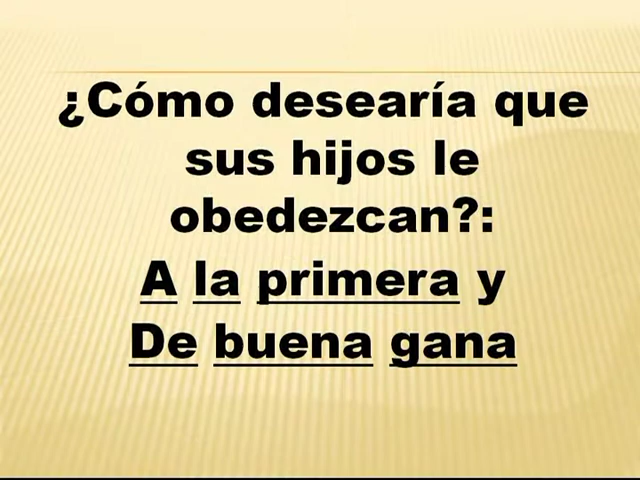 ¿Cómo desearía que
sus hijos le
obedezcan?:
A la primera y
De buena gana